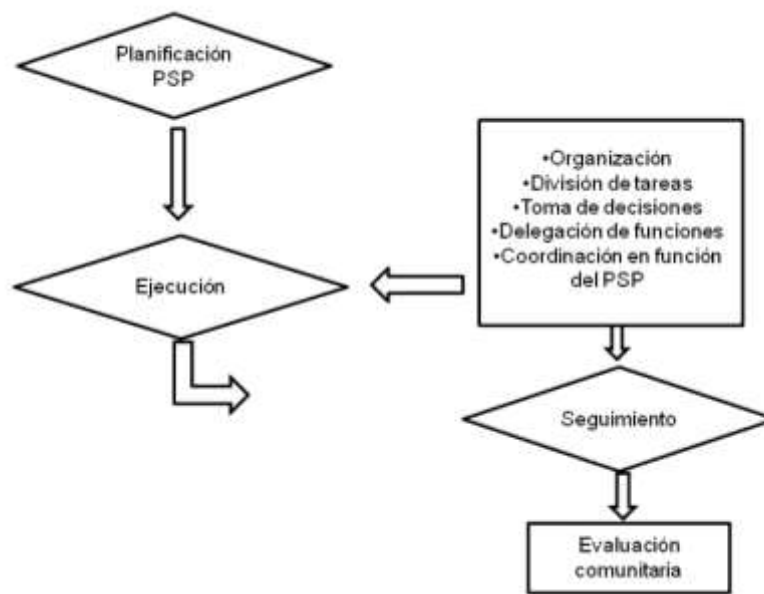 Planificación
PSP
•Organización
•División de tareas
•Toma de decisiones
•Delegación de funciones
•Coordinación en función
del PSP
Ejecución
Seguimiento
Evaluación
comunitaria